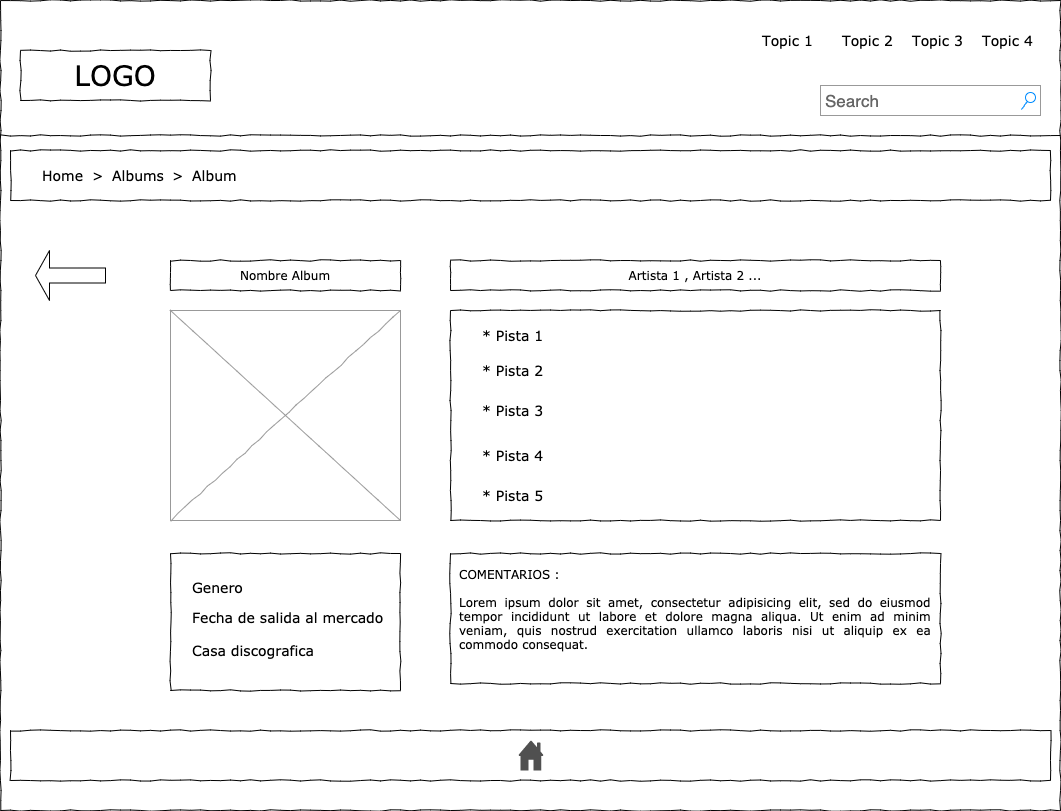 Topic 1 Topic 2 Topic 3 Topic 4
LOGO
Search
Home > Albums > Album
Nombre Album
Artista 1 , Artista 2 ...
* Pista 1
* Pista 2
* Pista 3
* Pista 4
* Pista 5
Genero
Fecha de salida al mercado
Casa discografica
COMENTARIOS :
Lorem ipsum dolor sit amet, consectetur adipisicing elit, sed do eiusmod
tempor incididunt ut labore et dolore magna aliqua. Ut enim ad minim
veniam, quis nostrud exercitation ullamco laboris nisi ut aliquip ex ea
commodo consequat.